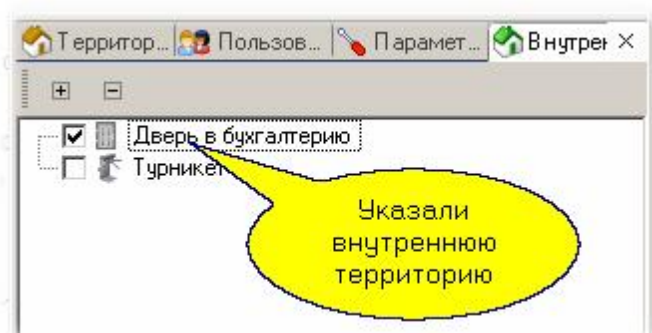 Территор... Пользов... Парамет... Внутрен
Дверь в бухгалтерию
Турникет
Указали
внутреннюю
территорию